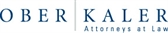 OBER | KALER
Attorneys at Law